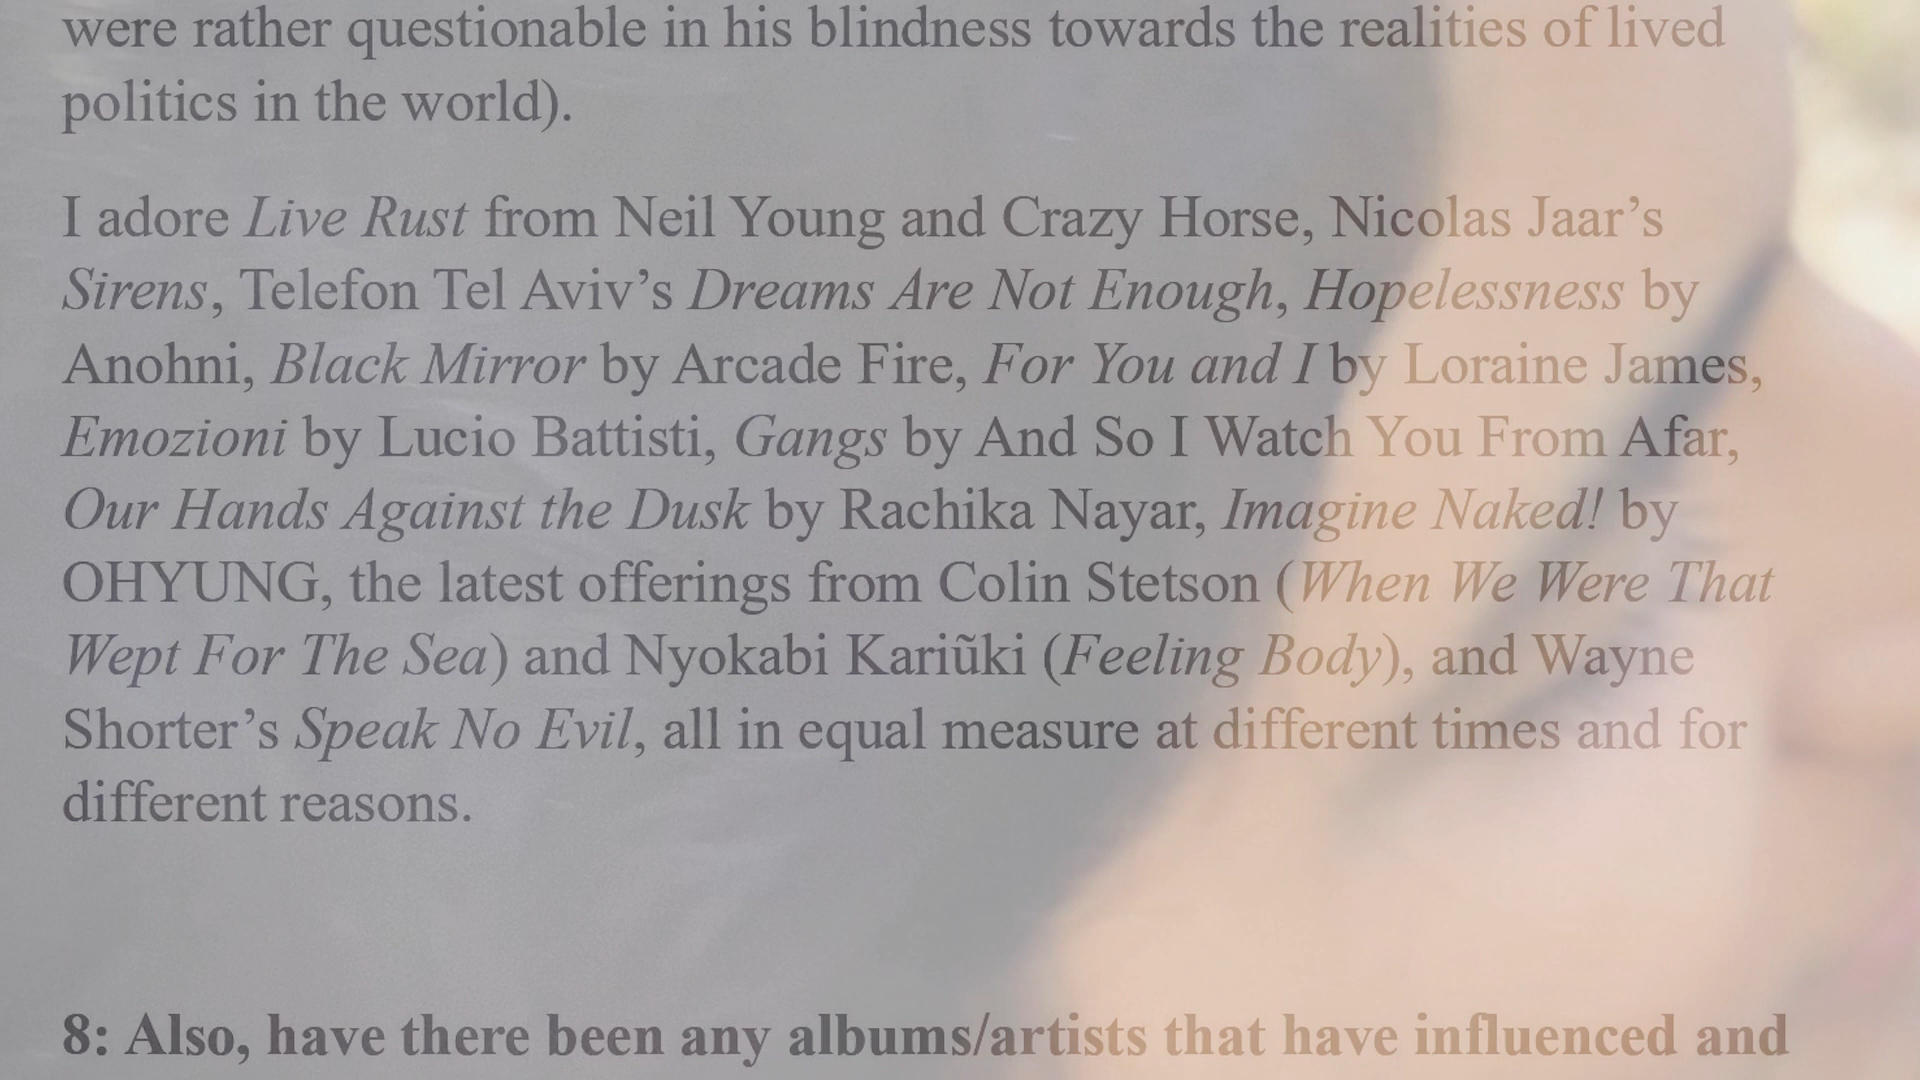 were rather questionable in his blindness towards the realities of lived
politics in the world).
I adore Live Rust from Neil Young and Crazy Horse, Nicolas Jaar’s
Sirens, Telefon Tel Aviv’s Dreams Are Not Enough, Hopelessness by
Anohni, Black Mirror by Arcade Fire, For You and I by Loraine James,
Emozioni by Lucio Battisti, Gangs by And So I Watch You From Afar,
Our Hands Against the Dusk by Rachika Nayar, Imagine Naked! by
OHYUNG, the latest offerings from Colin Stetson (When We Were That
Wept For The Sea) and Nyokabi Kariũki (Feeling Body), and Wayne
Shorter’s Speak No Evil, all in equal measure at different times and for
different reasons.
8: Also, have there been any albums/artists that have influenced and